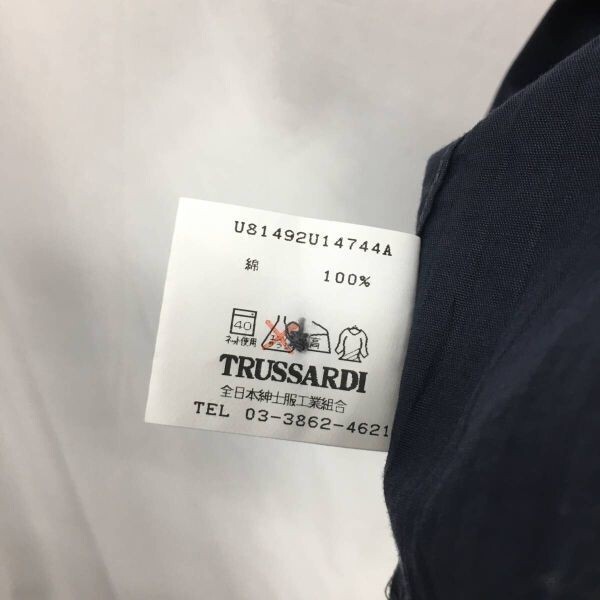 U81492U14744A
綿 100%
40 高
ネット使用
TRUSSARDI
全日本紳士服工業組合
TEL 03-3862-4621